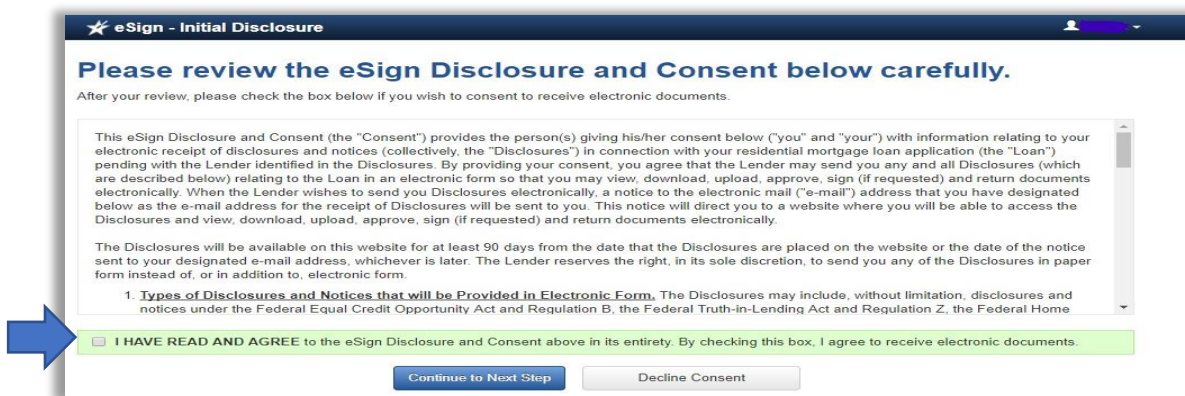 eSign - Initial Disclosure
Please review the eSign Disclosure and Consent below carefully.
After your review, please check the box below if you wish to consent to receive electronic documents.
This eSign Disclosure and Consent (the "Consent") provides the person(s) giving his/her consent below ("you" and "your") with information relating to your
electronic receipt of disclosures and notices (collectively, the "Disclosures") in connection with your residential mortgage loan application (the "Loan")
pending with the Lender identified in the Disclosures. By providing your consent, you agree that the Lender may send you any and all Disclosures (which
are described below) relating to the Loan in an electronic form so that you may view, download, upload, approve, sign (if requested) and return documents
electronically. When the Lender wishes to send you Disclosures electronically, a notice to the electronic mail ("e-mail") address that you have designated
below as the e-mail address for the receipt of Disclosures will be sent to you. This notice will direct you to a website where you will be able to access the
Disclosures and view, download, upload, approve, sign (if requested) and return documents electronically.
The Disclosures will be available on this website for at least 90 days from the date that the Disclosures are placed on the website or the date of the notice
sent to your designated e-mail address, whichever is later. The Lender reserves the right, in its sole discretion, to send you any of the Disclosures in paper
form instead of, or in addition to, electronic form.
1. Types of Disclosures and Notices that will be Provided in Electronic Form. The Disclosures may include, without limitation, disclosures and
notices under the Federal Equal Credit Opportunity Act and Regulation B, the Federal Truth-in-Lending Act and Regulation Z, the Federal Home
I HAVE READ AND AGREE to the eSign Disclosure and Consent above in its entirety. By checking this box, I agree to receive electronic documents.
Continue to Next Step
Decline Consent